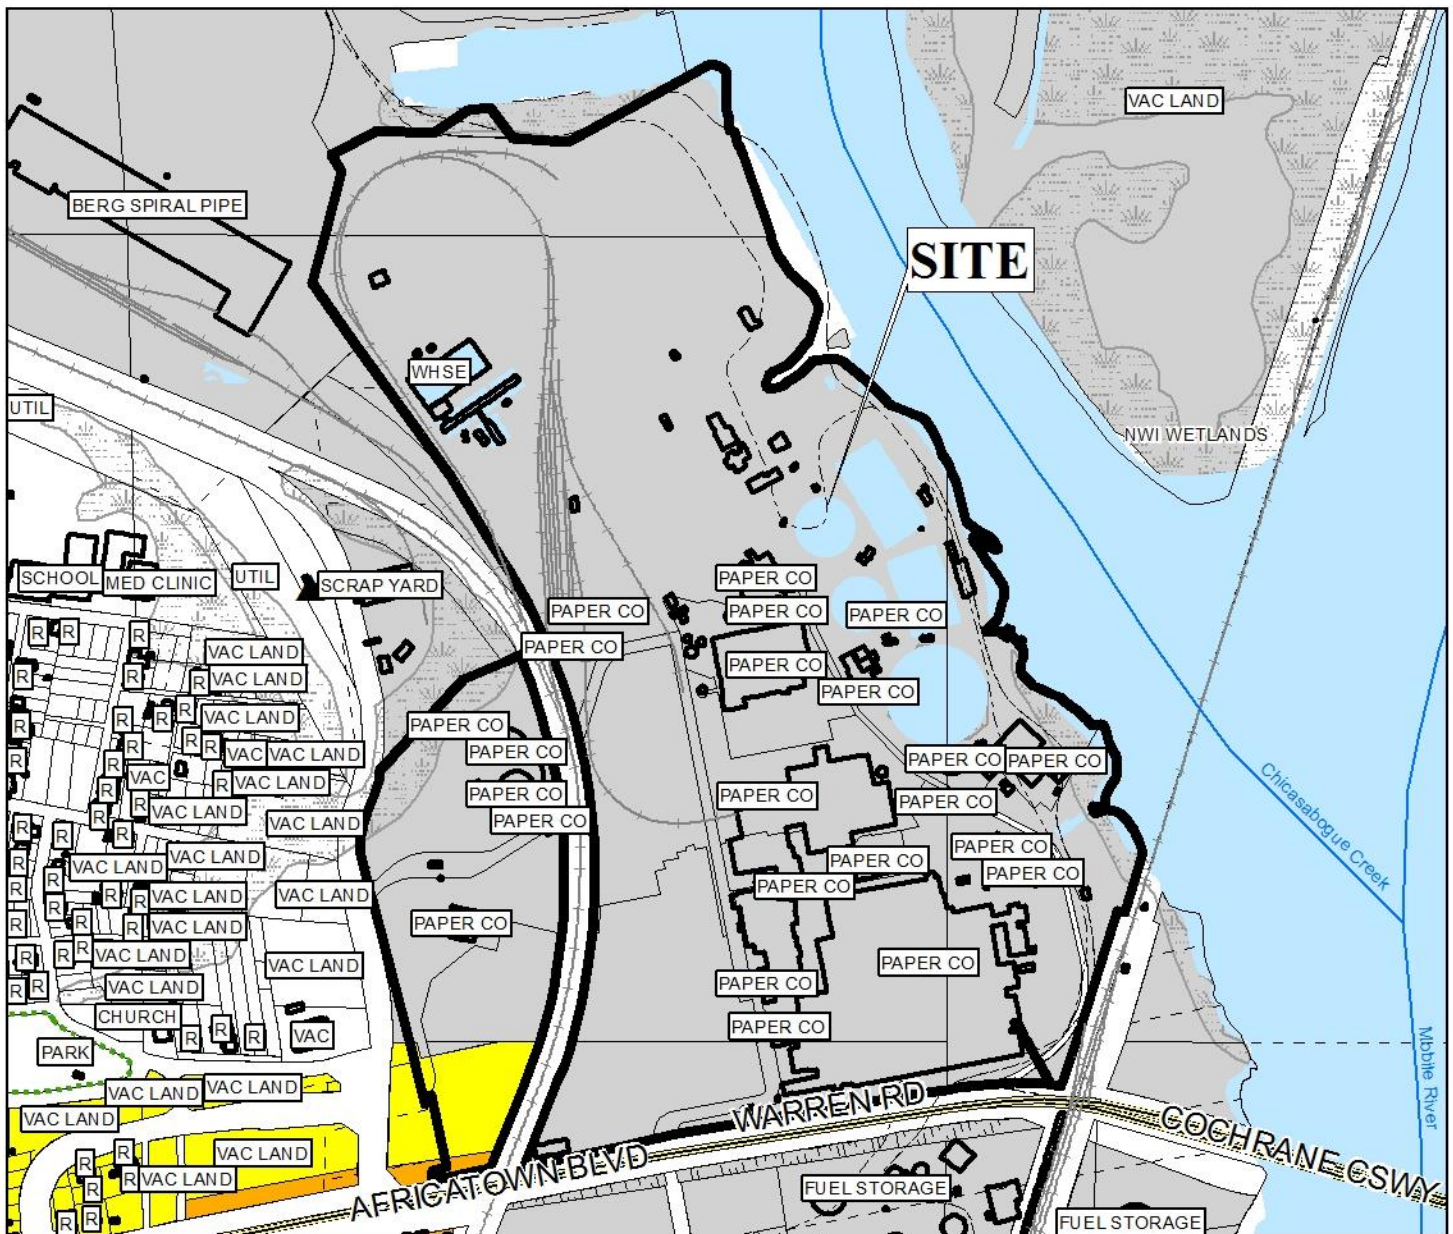 VAC LAND
BERG SPIRAL PIPE
SITE
WHSE
UTIL
NWI WETLANDS
SCHOOL
MED CLINIC
UTIL
SCRAP YARD
PAPER CO
PAPER CO
PAPER CO
PAPER CO
PAPER CO
R
R
R
VAC LAND
PAPER CO
PAPER CO
R
R
R
VAC LAND
PAPER CO
R
R
R
R
VAC LAND
PAPER CO
R
R
R
R
VAC
VAC LAND
PAPER CO
PAPER CO
PAPER CO
R
R
VAC
R
VAC LAND
PAPER CO
PAPER CO
PAPER CO
Chicasabogue Creek
R
R
VAC LAND
R
VAC LAND
PAPER CO
R
R
R
VAC LAND
VAC LAND
PAPER CO
PAPER CO
R
R
PAPER CO
PAPER CO
R
R
R
VAC LAND
VAC LAND
R
R
R
R
VAC LAND
PAPER CO
R
R
VAC LAND
VAC LAND
PAPER CO
R
R
VAC LAND
PAPER CO
CHURCH
R
R
R
VAC
PAPER CO
PARK
Mobile River
VAC LAND
VAC LAND
VAC LAND
WARREN RD
COCHRANE CSWY
R
R
VAC LAND
R
VAC LAND
AFRICATOWN BLVD
R
FUEL STORAGE
R
R
FUEL STORAGE